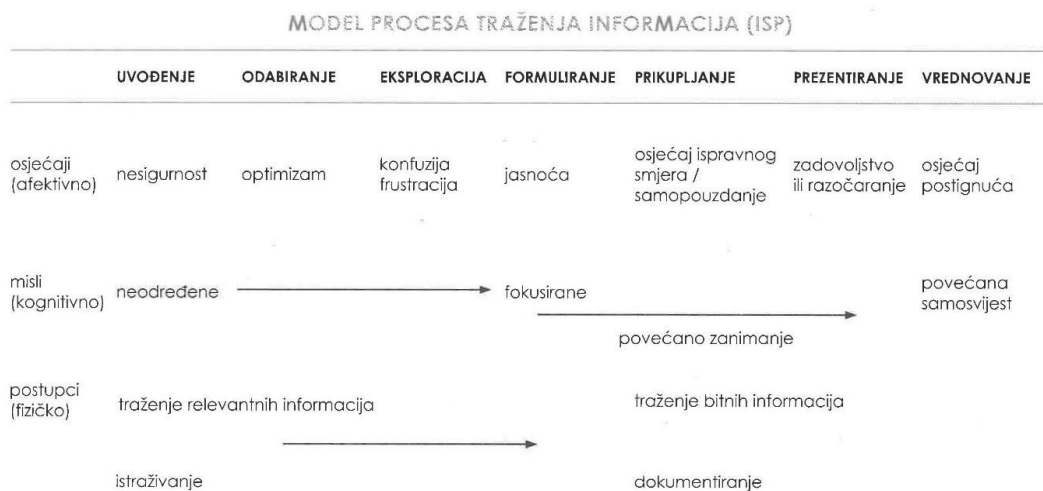 MODEL PROCESA TRAŽENJA INFORMACIJA (ISP)
UVOĐENJE ODABIRANJE EKSPLORACIJA FORMULIRANJE PRIKUPLJANJE PREZENTIRANJE VREDNOVANJE
osjećaji
(afektivno)
nesigurnost
optimizam
konfuzija
frustracija
jasnoća
osjećaj ispravnog
smjera /
samopouzdanje
zadovoljstvo
ili razočaranje
osjećaj
postignuća
misli
(kognitivno)
neodređene
fokusirane
povećana
samosvijest
povećano zanimanje
postupci
(fizičko)
traženje relevantnih informacija
traženje bitnih informacija
istraživanje
dokumentiranje